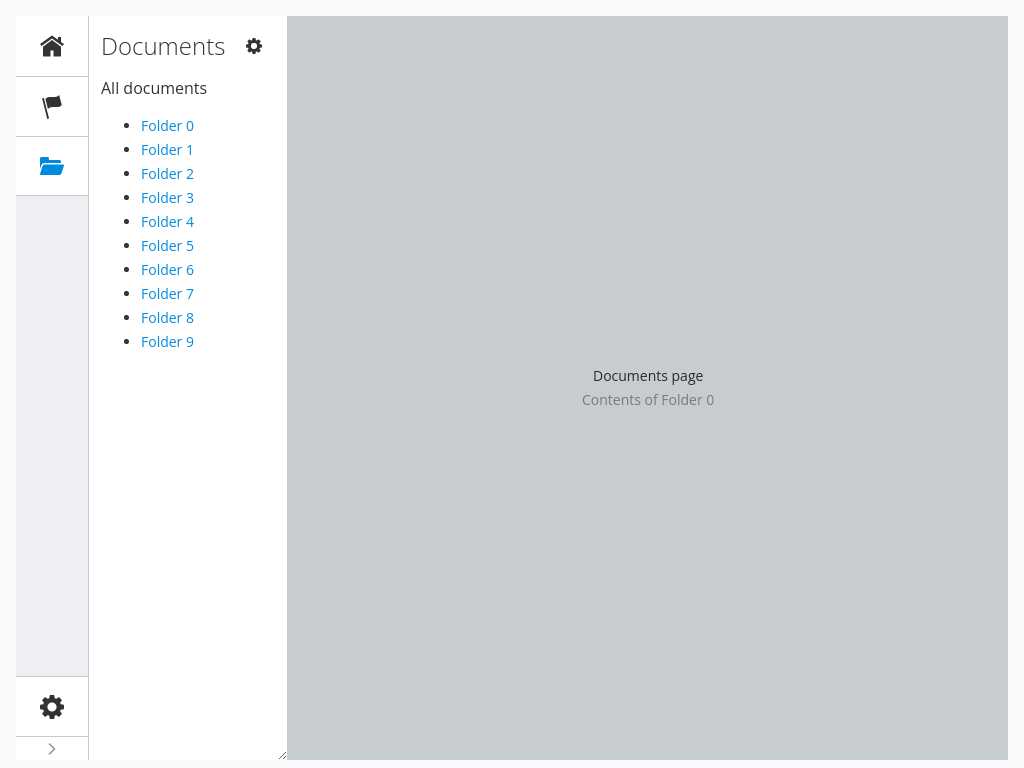 Documents
All documents
Folder 0
Folder 1
Folder 2
Folder 3
Folder 4
Folder 5
Folder 6
Folder 7
Folder 8
Folder 9
Documents page
Contents of Folder 0